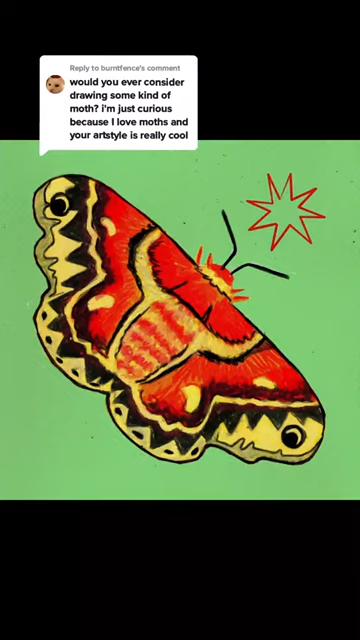 Reply to burntfence's comment
would you ever consider
drawing some kind of
moth? i'm just curious
because I love moths and
your artstyle is really cool